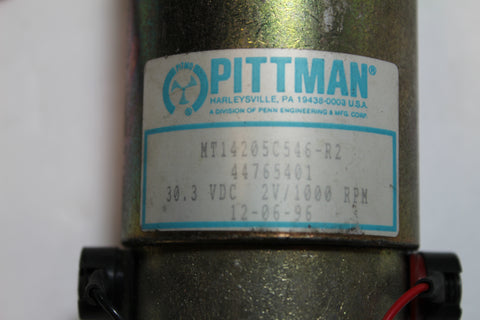 PITTMAN®
HARLEYSVILLE, PA 19438-0003 U.S.A.
A DIVISION OF PENN ENGINEERING & MFG. CORP.
MT14205C546-R2
44765401
30.3 VDC 2V/1000 RPM
12-06-96 S